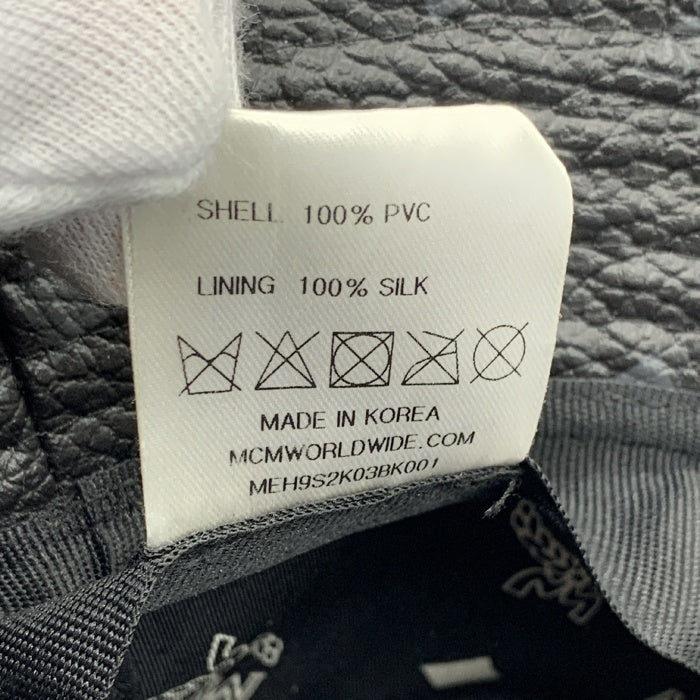 SHELL 100% PVC
LINING 100% SILK
MADE IN KOREA
MCMWORLDWIDE.COM
MEH9S2K03BK001